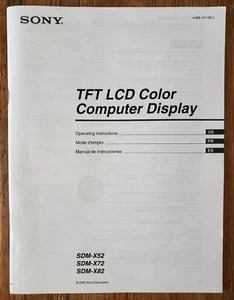 SONY
TFT LCD Color
Computer Display
Operating Instructions
US
Mode d'emploi
FR
Manual de instrucciones
ES
SDM-X52
SDM-X72
SDM-X82
Sony Corporation